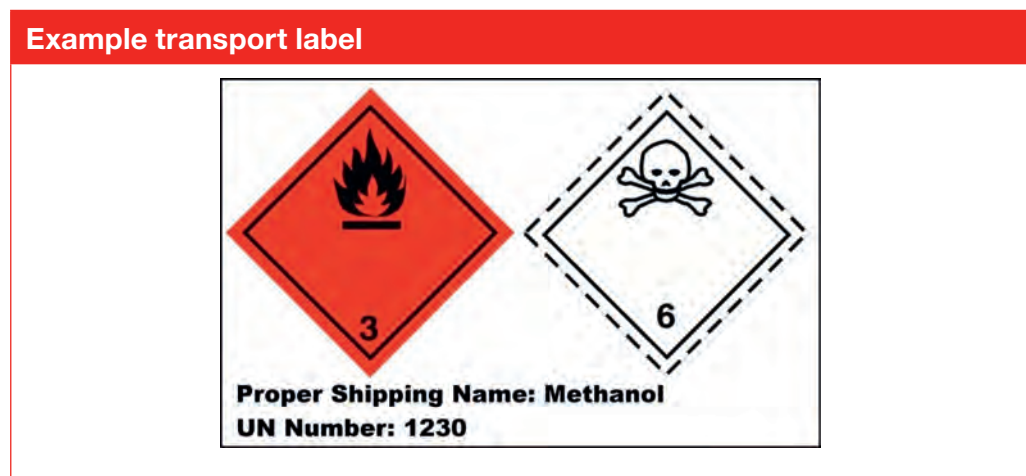 Example transport label
3
6
Proper Shipping Name: Methanol
UN Number: 1230